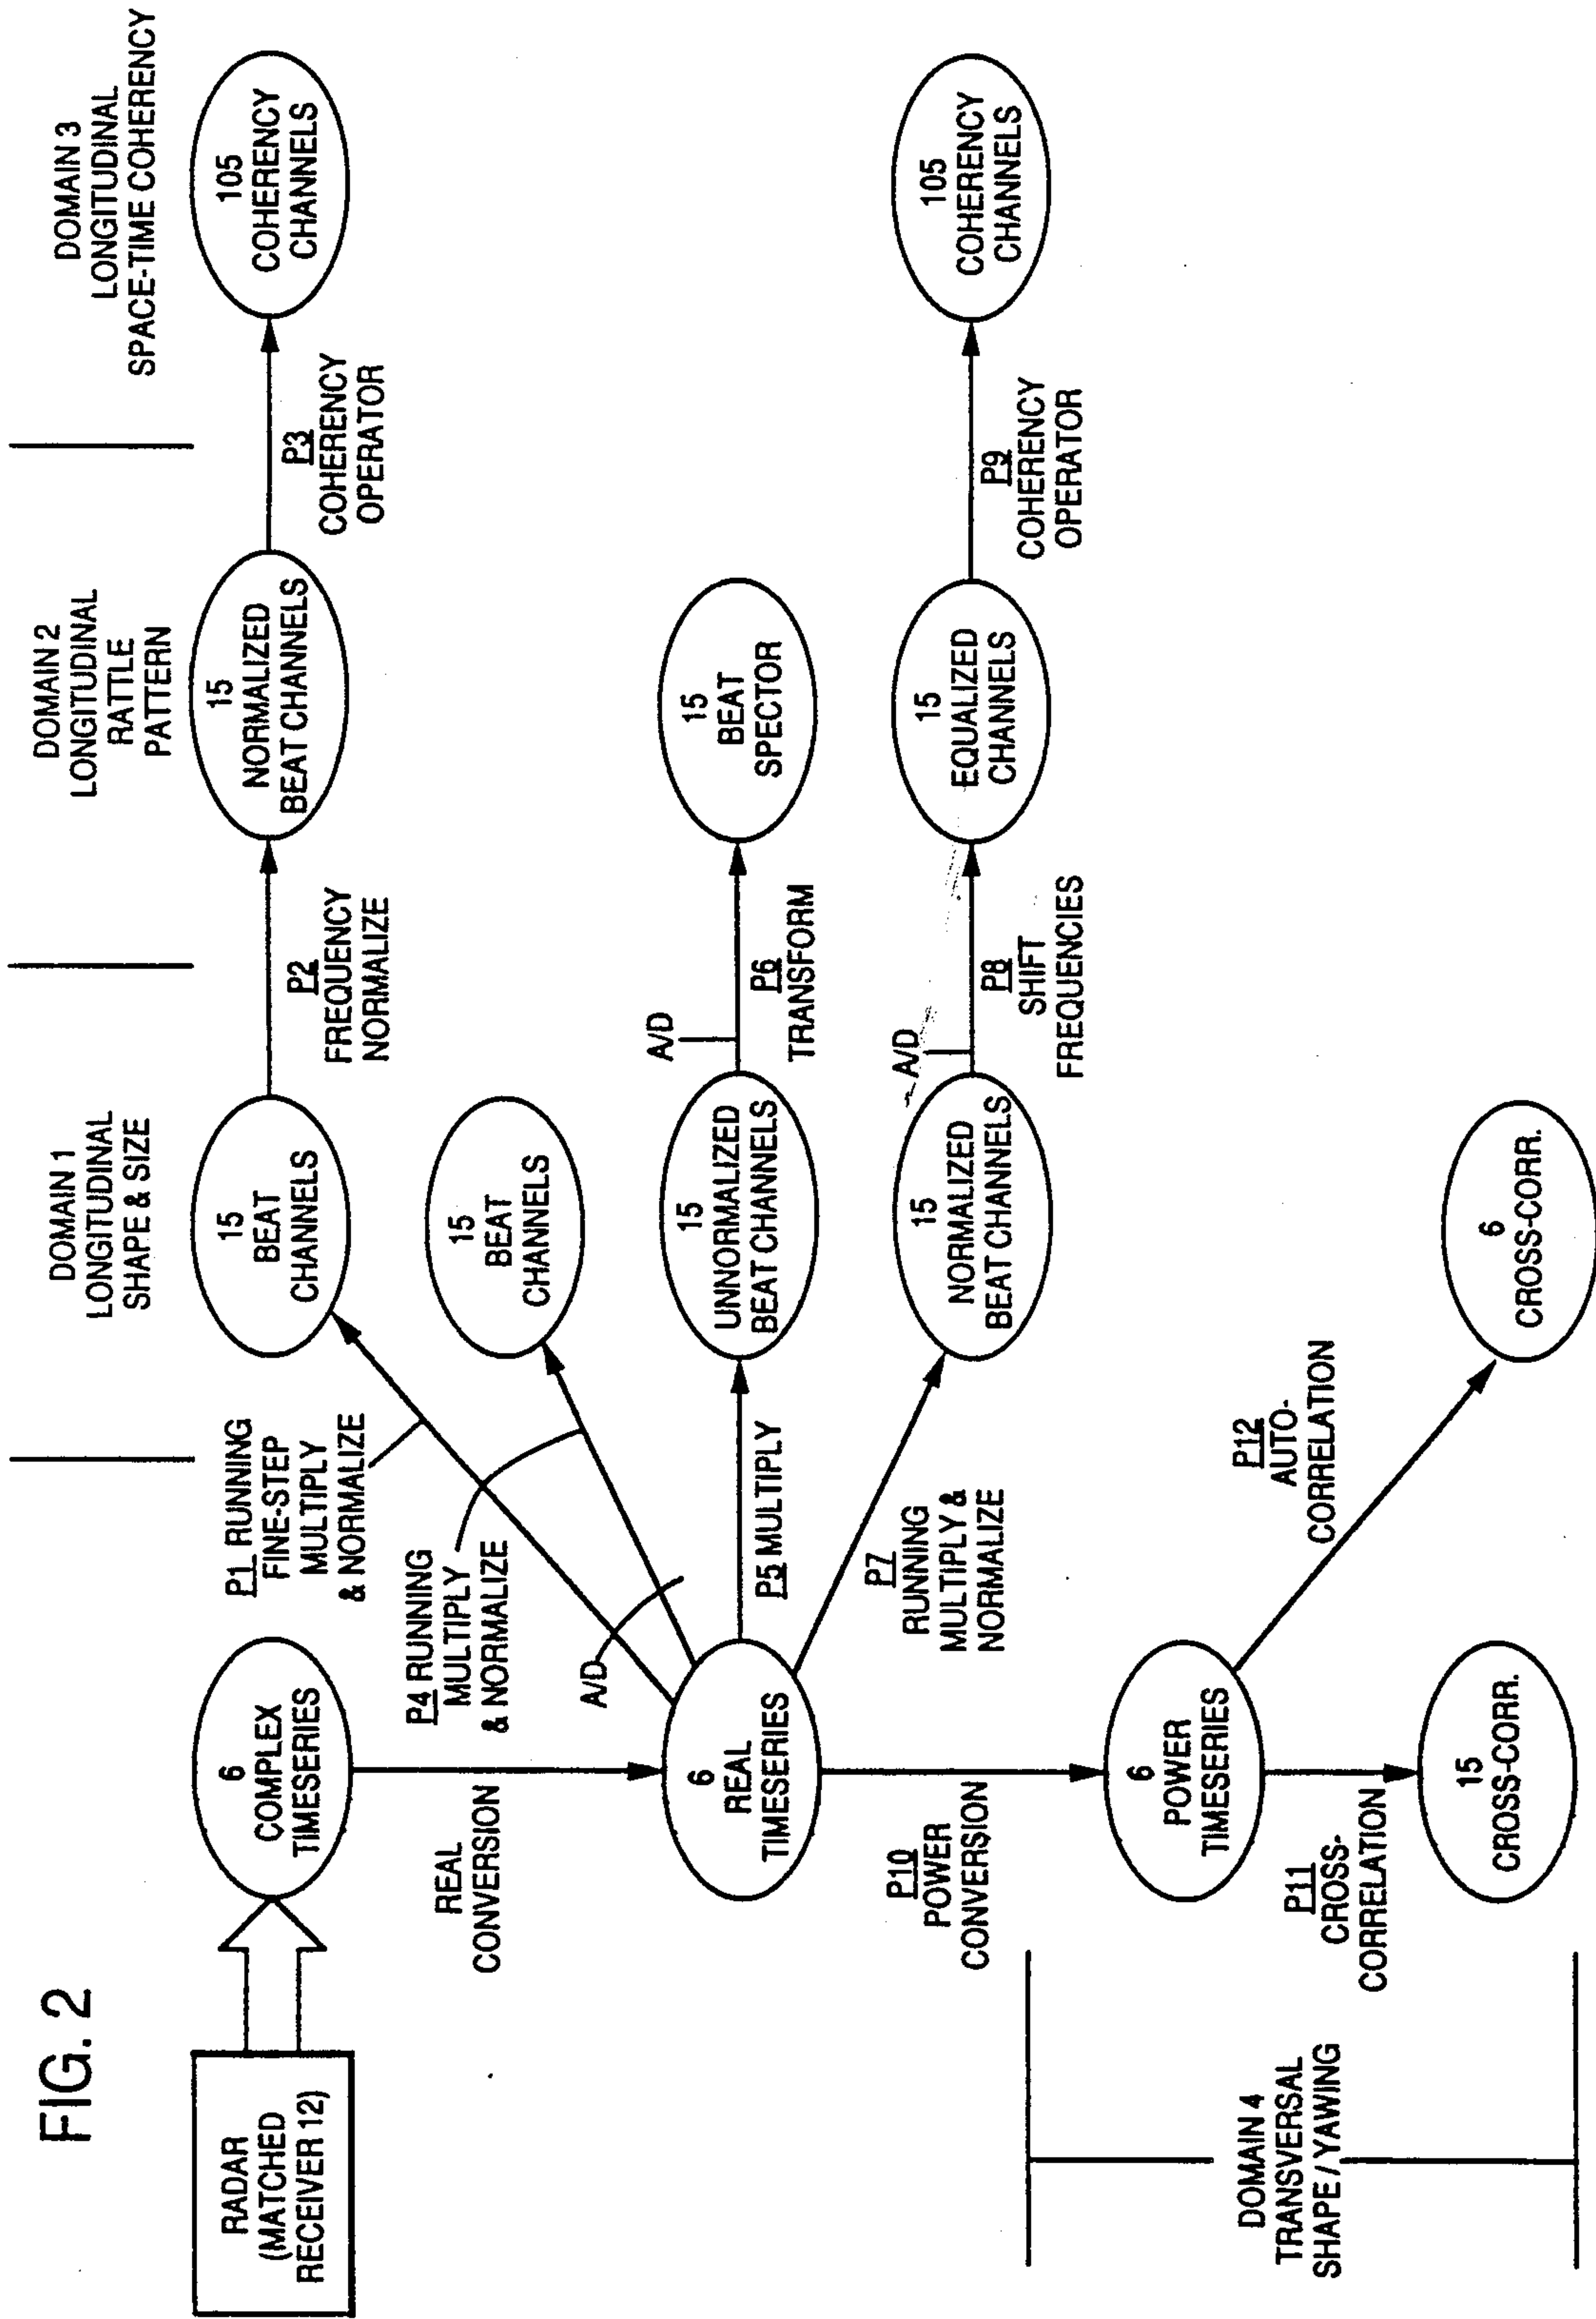 FIG. 2
DOMAIN 1
LONGITUDINAL
SHAPE & SIZE
DOMAIN 2
LONGITUDINAL
RATTLE
PATTERN
DOMAIN 3
LONGITUDINAL
SPACE-TIME COHERENCY
RADAR
(MATCHED
RECEIVER 12)
6
COMPLEX
TIMESERIES
P1 RUNNING
FINE-STEP
MULTIPLY
& NORMALIZE
15
BEAT
CHANNELS
P2
FREQUENCY
NORMALIZE
15
NORMALIZED
BEAT CHANNELS
P3
COHERENCY
OPERATOR
105
COHERENCY
CHANNELS
REAL
CONVERSION
P4 RUNNING
MULTIPLY
& NORMALIZE
A/D
15
BEAT
CHANNELS
6
REAL
TIMESERIES
P5 MULTIPLY
15
UNNORMALIZED
BEAT CHANNELS
A/D
P6
TRANSFORM
15
BEAT
SPECTOR
P7
RUNNING
MULTIPLY &
NORMALIZE
15
NORMALIZED
BEAT CHANNELS
A/D
P8
SHIFT
FREQUENCIES
15
EQUALIZED
CHANNELS
P9
COHERENCY
OPERATOR
105
COHERENCY
CHANNELS
P10
POWER
CONVERSION
6
POWER
TIMESERIES
P12
AUTO-
CORRELATION
6
CROSS-CORR.
P11
CROSS-
CORRELATION
15
CROSS-CORR.
DOMAIN 4
TRANSVERSAL
SHAPE / YAWING